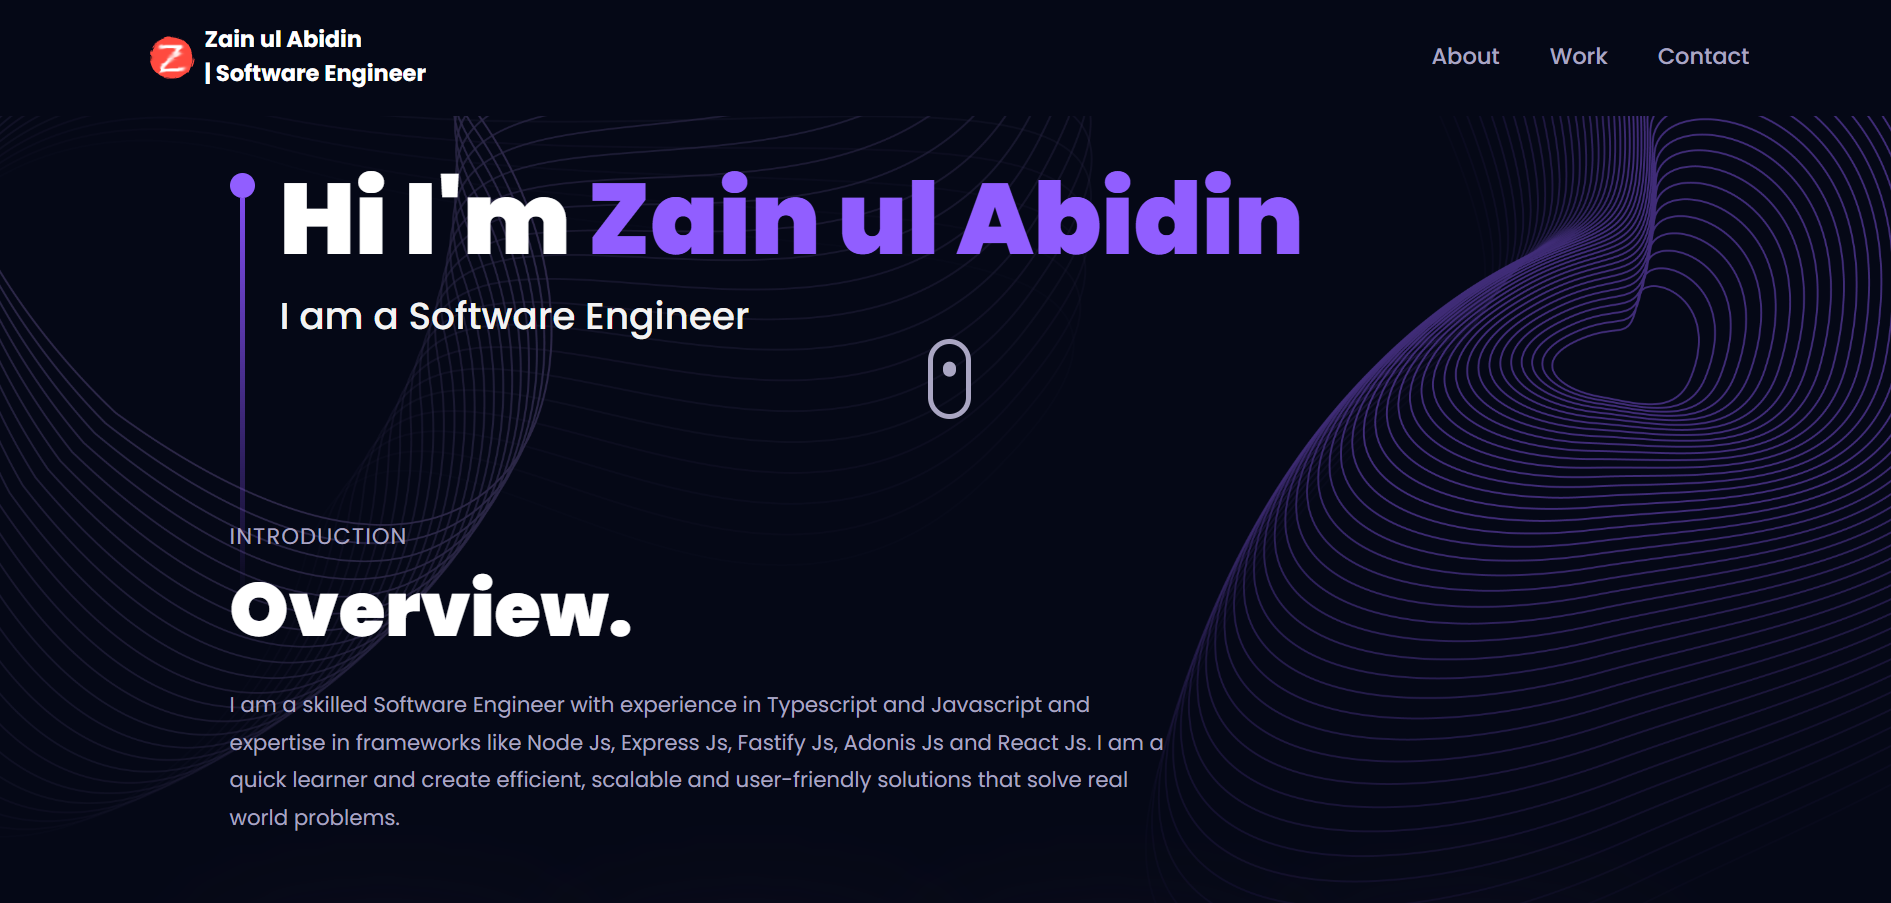 Zain ul Abidin
| Software Engineer
About Work Contact
Hi I'm Zain ul Abidin
I am a Software Engineer
INTRODUCTION
Overview.
I am a skilled Software Engineer with experience in Typescript and Javascript and
expertise in frameworks like Node Js, Express Js, Fastify Js, Adonis Js and React Js. I am a
quick learner and create efficient, scalable and user-friendly solutions that solve real
world problems.